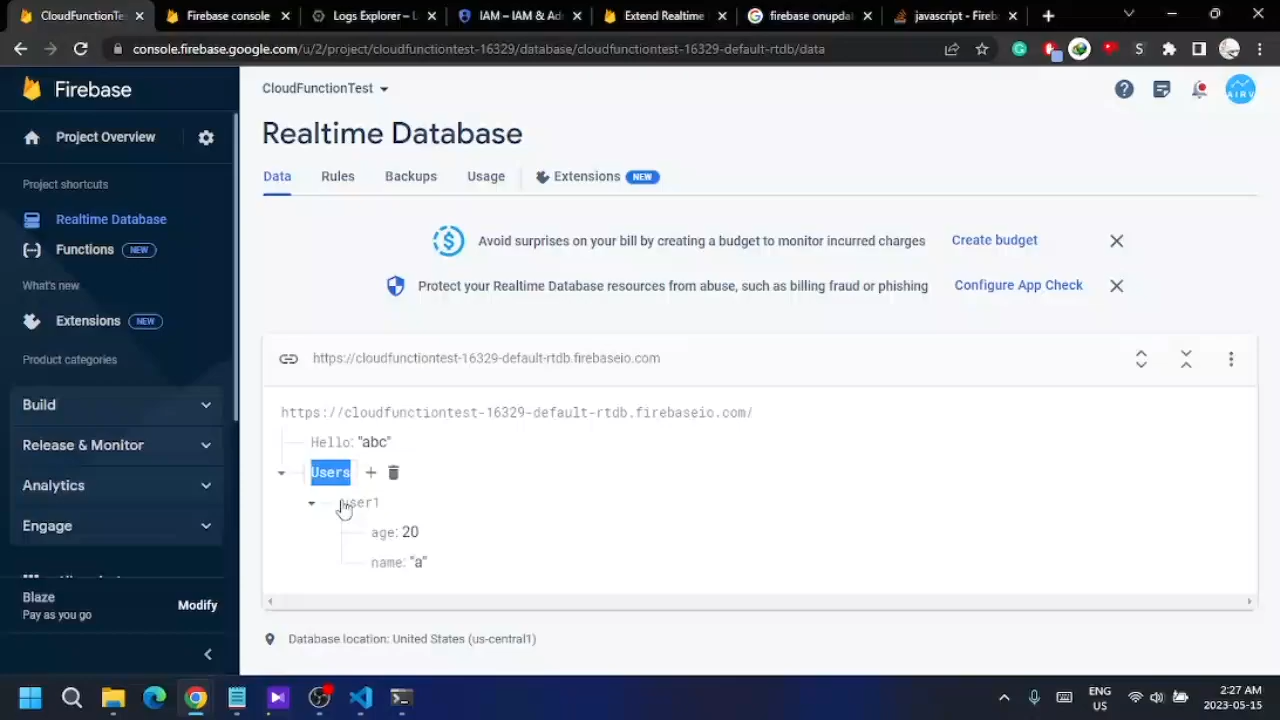 CloudFunctionTe
Firebase console
Logs Explorer – L
IAM – IAM & Ad
Extend Realtime
firebase onupdat
javascript - Fireb
console.firebase.google.com/u/2/project/cloudfunctiontest-16329/database/cloudfunctiontest-16329-default-rtdb/data
Firebase
CloudFunctionTest
AIRV
Project Overview
Realtime Database
Project shortcuts
Data
Rules
Backups
Usage
Extensions
NEW
Realtime Database
Functions
NEW
Avoid surprises on your bill by creating a budget to monitor incurred charges
Create budget
What's new
Protect your Realtime Database resources from abuse, such as billing fraud or phishing
Configure App Check
Extensions
NEW
Product categories
https://cloudfunctiontest-16329-default-rtdb.firebaseio.com
Build
https://cloudfunctiontest-16329-default-rtdb.firebaseio.com/
Release & Monitor
Hello: "abc"
Users
Analytics
user1
Engage
age: 20
name: "a"
Blaze
Pay as you go
Modify
Database location: United States (us-central1)
ENG
US
2:27 AM
2023-05-15